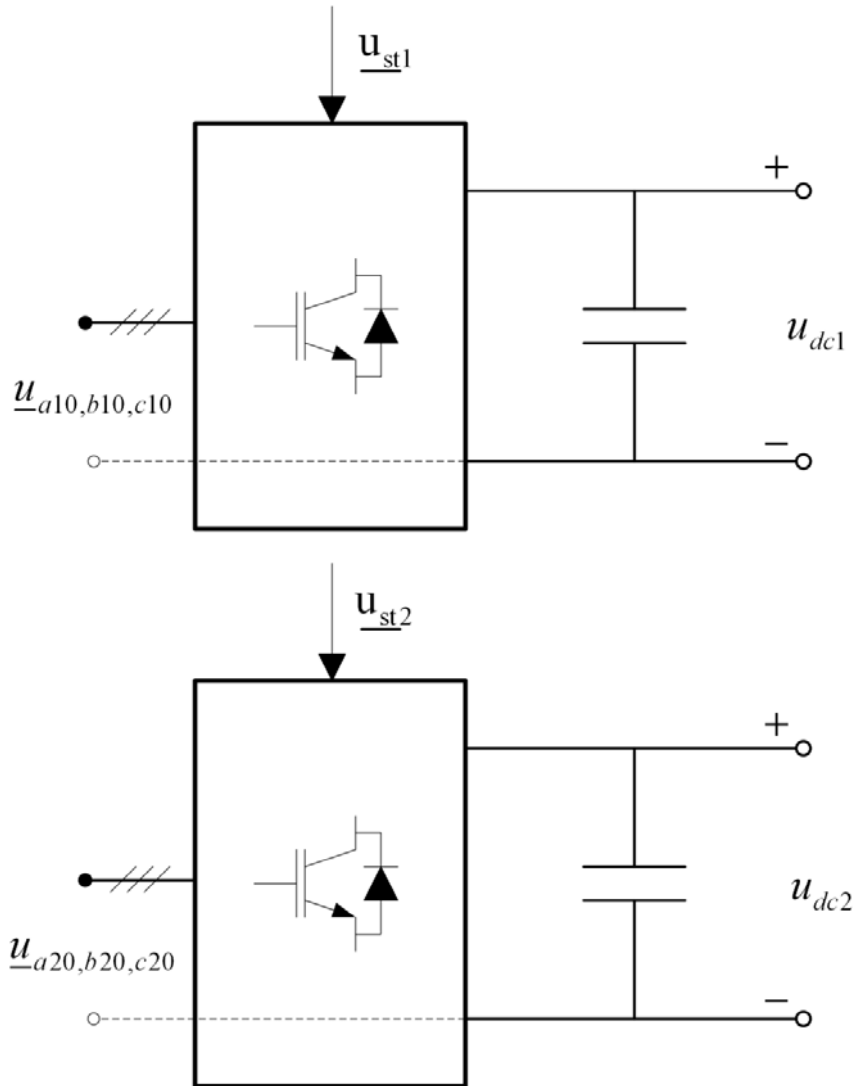 u_st1
+
u_dc1
u_a10,b10,c10
−
u_st2
+
u_dc2
u_a20,b20,c20
−